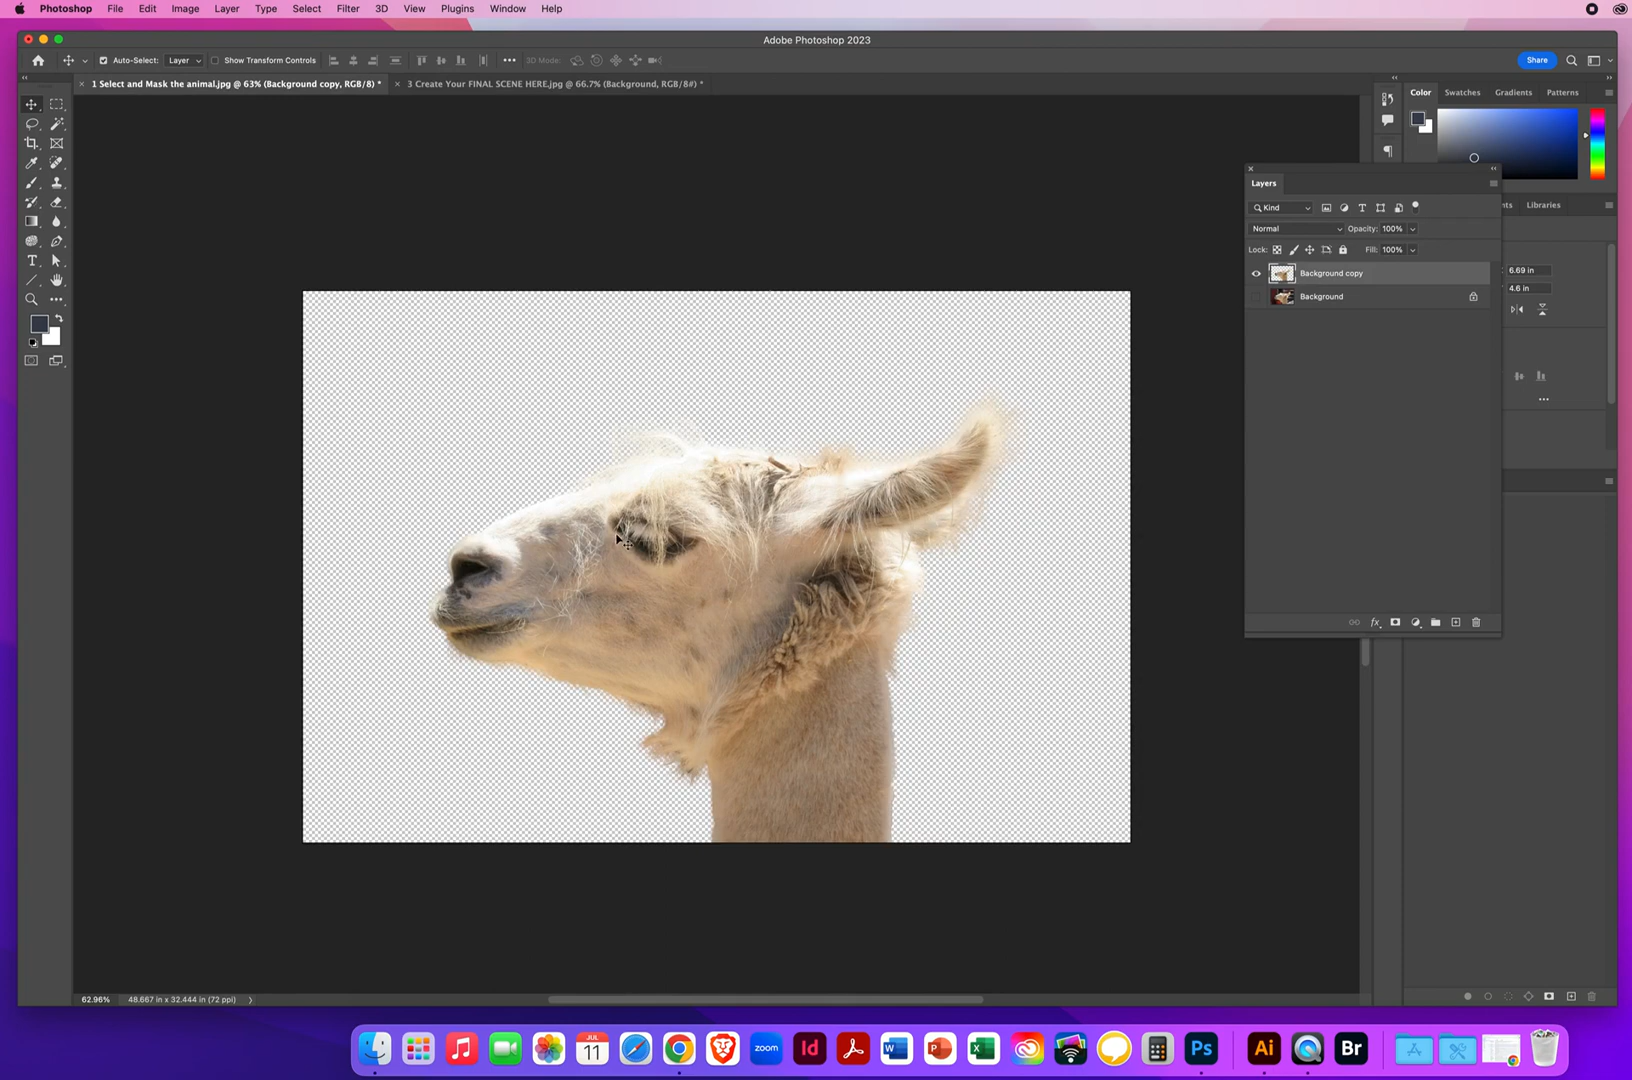 Photoshop File Edit Image Layer Type Select Filter 3D View Plugins Window Help
Adobe Photoshop 2023
Auto-Select: Layer Show Transform Controls 3D Mode: Share
1 Select and Mask the animal.jpg @ 63% (Background copy, RGB/8) * 3 Create Your FINAL SCENE HERE.jpg @ 66.7% (Background, RGB/8#) *
Color Swatches Gradients Patterns
Layers
Kind
nts Libraries
Normal Opacity: 100%
Lock: Fill: 100%
Background copy
6.69 in
Background
4.6 in
fx
62.96% 48.667 in x 32.444 in (72 ppi)
JUL
11
zoom
Id
W
P
X
Ps
Ai
Br